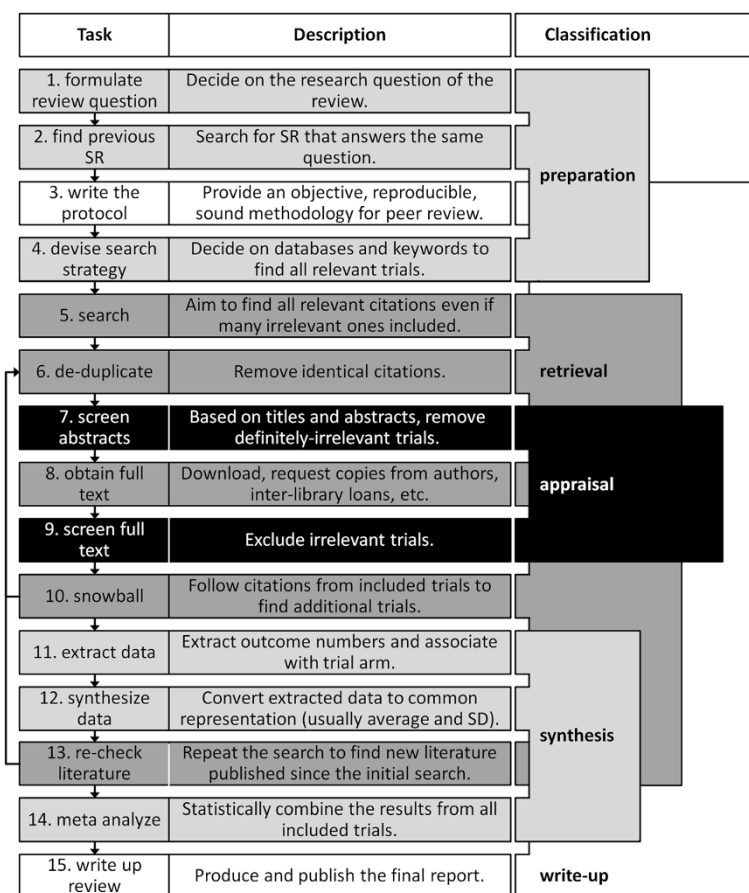 Task Description Classification
1. formulate review question Decide on the research question of the review.
2. find previous SR Search for SR that answers the same question.
3. write the protocol Provide an objective, reproducible, sound methodology for peer review.
preparation
4. devise search strategy Decide on databases and keywords to find all relevant trials.
5. search Aim to find all relevant citations even if many irrelevant ones included.
6. de-duplicate Remove identical citations.
retrieval
7. screen abstracts Based on titles and abstracts, remove definitely-irrelevant trials.
8. obtain full text Download, request copies from authors, inter-library loans, etc.
appraisal
9. screen full text Exclude irrelevant trials.
10. snowball Follow citations from included trials to find additional trials.
11. extract data Extract outcome numbers and associate with trial arm.
12. synthesize data Convert extracted data to common representation (usually average and SD).
synthesis
13. re-check literature Repeat the search to find new literature published since the initial search.
14. meta analyze Statistically combine the results from all included trials.
15. write up review Produce and publish the final report.
write-up